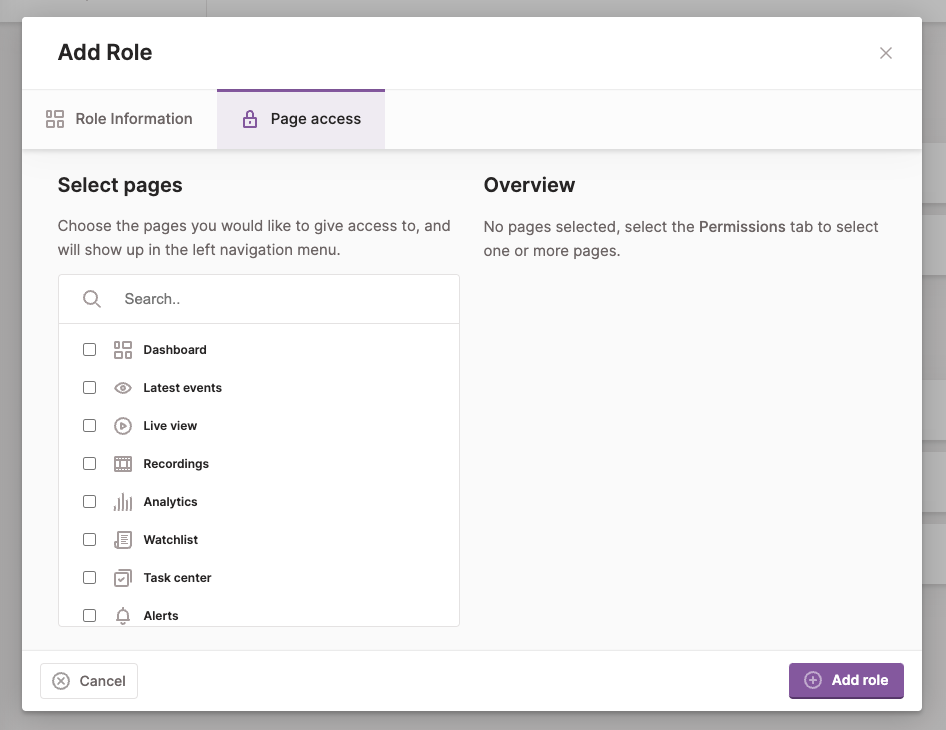 Add Role
Role Information
Page access
Select pages
Choose the pages you would like to give access to, and
will show up in the left navigation menu.
Search..
Dashboard
Latest events
Live view
Recordings
Analytics
Watchlist
Task center
Alerts
Overview
No pages selected, select the Permissions tab to select
one or more pages.
Cancel
Add role